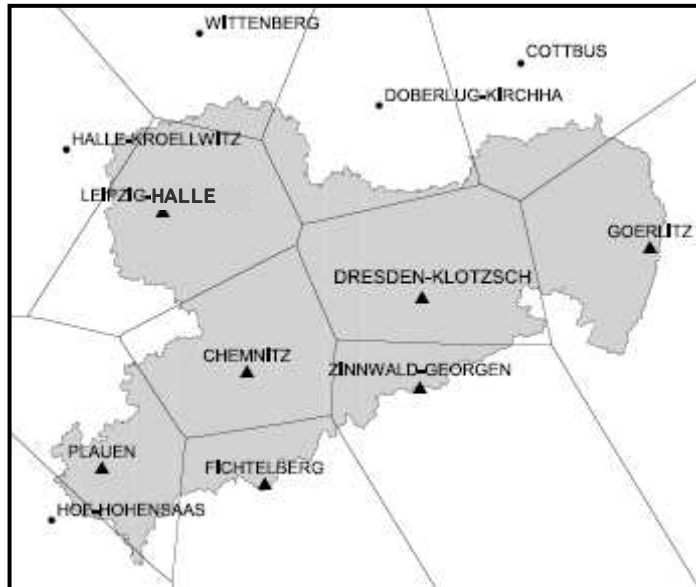 WITTENBERG
COTTBUS
DOBERLUG-KIRCHHA
HALLE-KROELLWITZ
LEIPZIG-HALLE
GOERLITZ
DRESDEN-KLOTZSCH
CHEMNITZ
ZINNWALD-GEORGEN
PLAUEN
FICHTELBERG
HOF-HOHENSAAS